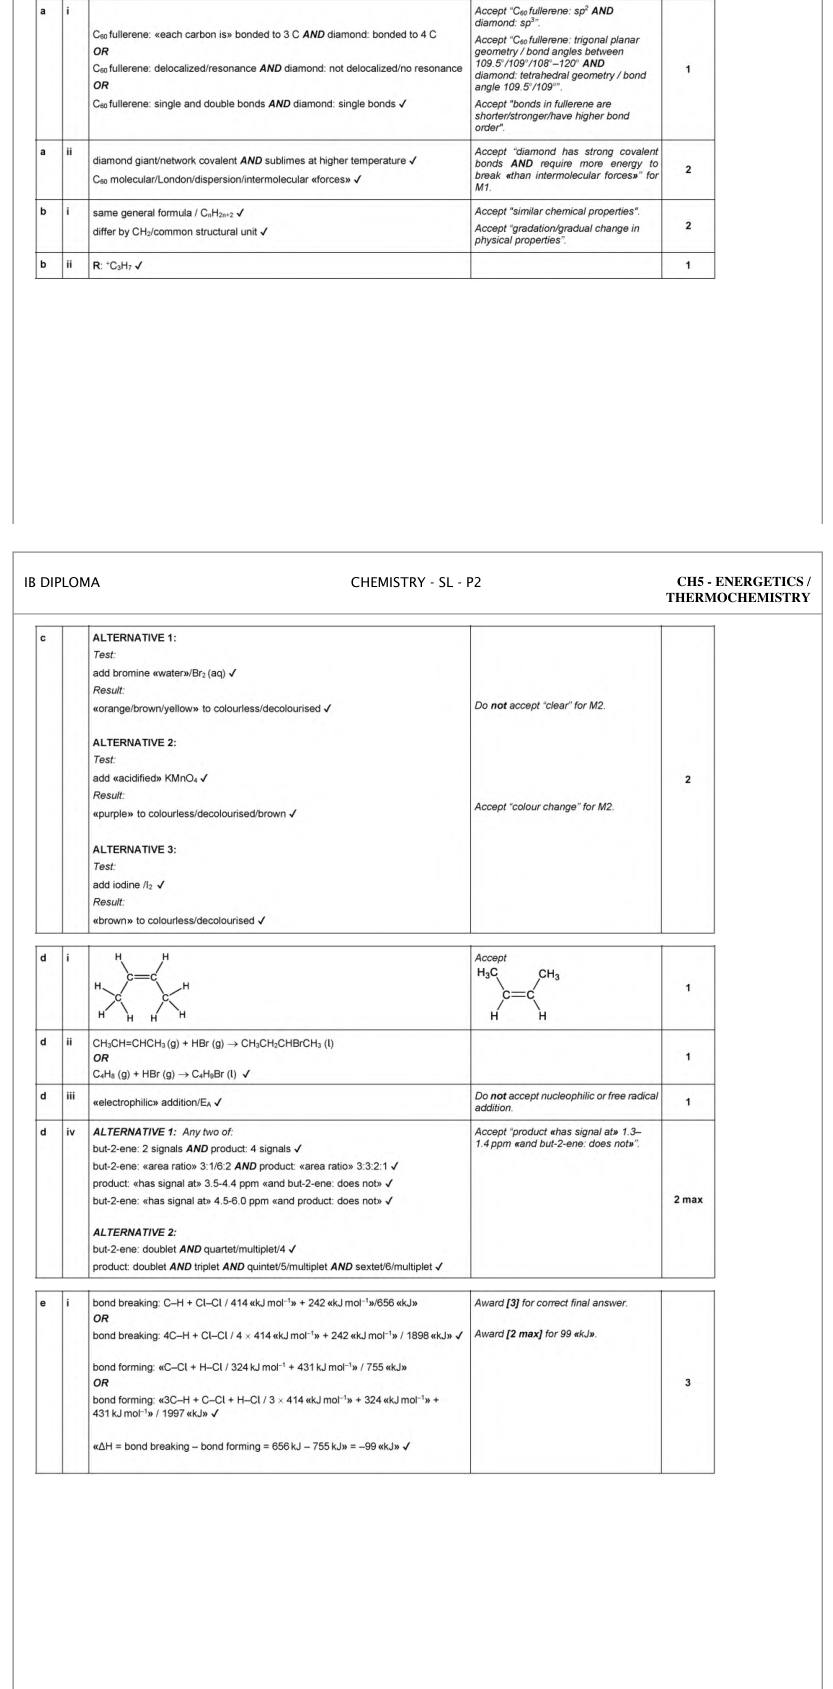 a i
C₆₀ fullerene: «each carbon is» bonded to 3 C AND diamond: bonded to 4 C
OR
C₆₀ fullerene: delocalized/resonance AND diamond: not delocalized/no resonance
OR
C₆₀ fullerene: single and double bonds AND diamond: single bonds ✓
Accept "C₆₀ fullerene: sp² AND
diamond: sp³".
Accept "C₆₀ fullerene: trigonal planar
geometry / bond angles between
109.5°/109°/108°–120° AND
diamond: tetrahedral geometry / bond
angle 109.5°/109°".
Accept "bonds in fullerene are
shorter/stronger/have higher bond
order".
1
a ii
diamond giant/network covalent AND sublimes at higher temperature ✓
C₆₀ molecular/London/dispersion/intermolecular «forces» ✓
Accept "diamond has strong covalent
bonds AND require more energy to
break «than intermolecular forces»" for
M1.
2
b i
same general formula / CₙH₂ₙ₊₂ ✓
differ by CH₂/common structural unit ✓
Accept "similar chemical properties".
Accept "gradation/gradual change in
physical properties".
2
b ii R: •C₃H₇ ✓ 1
IB DIPLOMA CHEMISTRY - SL - P2 CH5 - ENERGETICS /
THERMOCHEMISTRY
c
ALTERNATIVE 1:
Test:
add bromine «water»/Br₂ (aq) ✓
Result:
«orange/brown/yellow» to colourless/decolourised ✓
Do not accept "clear" for M2.
ALTERNATIVE 2:
Test:
add «acidified» KMnO₄ ✓
Result:
«purple» to colourless/decolourised/brown ✓
Accept "colour change" for M2.
2
ALTERNATIVE 3:
Test:
add iodine /I₂ ✓
Result:
«brown» to colourless/decolourised ✓
d i
H H
C=C
H H
C C
H H H H
Accept
H₃C CH₃
C=C
H H
1
d ii
CH₃CH=CHCH₃ (g) + HBr (g) → CH₃CH₂CHBrCH₃ (l)
OR
C₄H₈ (g) + HBr (g) → C₄H₉Br (l) ✓
1
d iii
«electrophilic» addition/Eᴀ ✓
Do not accept nucleophilic or free radical
addition.
1
d iv
ALTERNATIVE 1: Any two of:
but-2-ene: 2 signals AND product: 4 signals ✓
but-2-ene: «area ratio» 3:1/6:2 AND product: «area ratio» 3:3:2:1 ✓
product: «has signal at» 3.5-4.4 ppm «and but-2-ene: does not» ✓
but-2-ene: «has signal at» 4.5-6.0 ppm «and product: does not» ✓
Accept "product «has signal at» 1.3–
1.4 ppm «and but-2-ene: does not»".
2 max
ALTERNATIVE 2:
but-2-ene: doublet AND quartet/multiplet/4 ✓
product: doublet AND triplet AND quintet/5/multiplet AND sextet/6/multiplet ✓
e i
bond breaking: C–H + Cl–Cl / 414 «kJ mol⁻¹» + 242 «kJ mol⁻¹»/656 «kJ»
OR
bond breaking: 4C–H + Cl–Cl / 4 × 414 «kJ mol⁻¹» + 242 «kJ mol⁻¹» / 1898 «kJ» ✓
Award [3] for correct final answer.
Award [2 max] for 99 «kJ».
bond forming: «C–Cl + H–Cl / 324 kJ mol⁻¹ + 431 kJ mol⁻¹» / 755 «kJ»
OR
bond forming: «3C–H + C–Cl + H–Cl / 3 × 414 «kJ mol⁻¹» + 324 «kJ mol⁻¹» +
431 kJ mol⁻¹» / 1997 «kJ» ✓
3
«ΔH = bond breaking – bond forming = 656 kJ – 755 kJ» = –99 «kJ» ✓